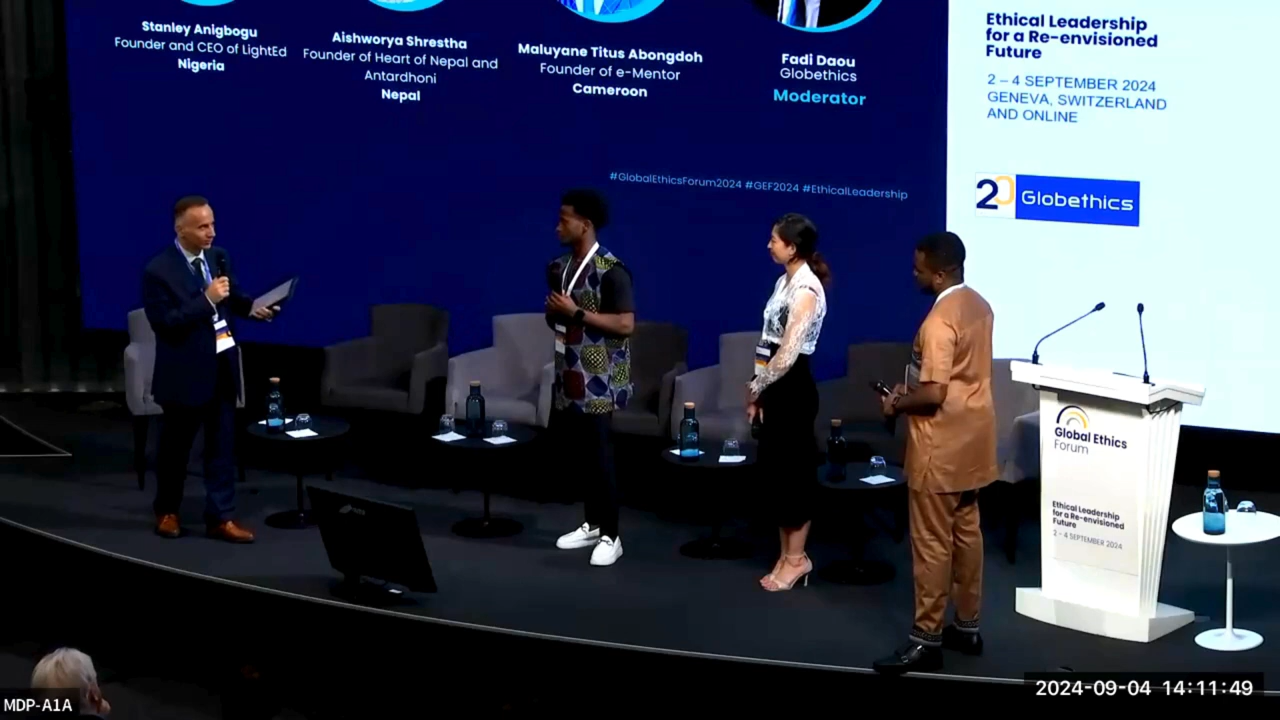 Stanley Anigbogu
Founder and CEO of LightEd
Nigeria
Aishworya Shrestha
Founder of Heart of Nepal and
Antardhoni
Nepal
Maluyane Titus Abongdoh
Founder of e-Mentor
Cameroon
Fadi Daou
Globethics
Moderator
#GlobalEthicsForum2024 #GEF2024 #EthicalLeadership
Ethical Leadership
for a Re-envisioned
Future
2 – 4 SEPTEMBER 2024
GENEVA, SWITZERLAND
AND ONLINE
20 Globethics
Global Ethics
Forum
Ethical Leadership
for a Re-envisioned
Future
2 - 4 SEPTEMBER 2024
MDP-A1A
2024-09-04 14:11:49